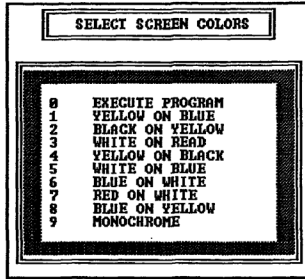 SELECT SCREEN COLORS
0 EXECUTE PROGRAM
1 YELLOW ON BLUE
2 BLACK ON YELLOW
3 WHITE ON READ
4 YELLOW ON BLACK
5 WHITE ON BLUE
6 BLUE ON WHITE
7 RED ON WHITE
8 BLUE ON YELLOW
9 MONOCHROME